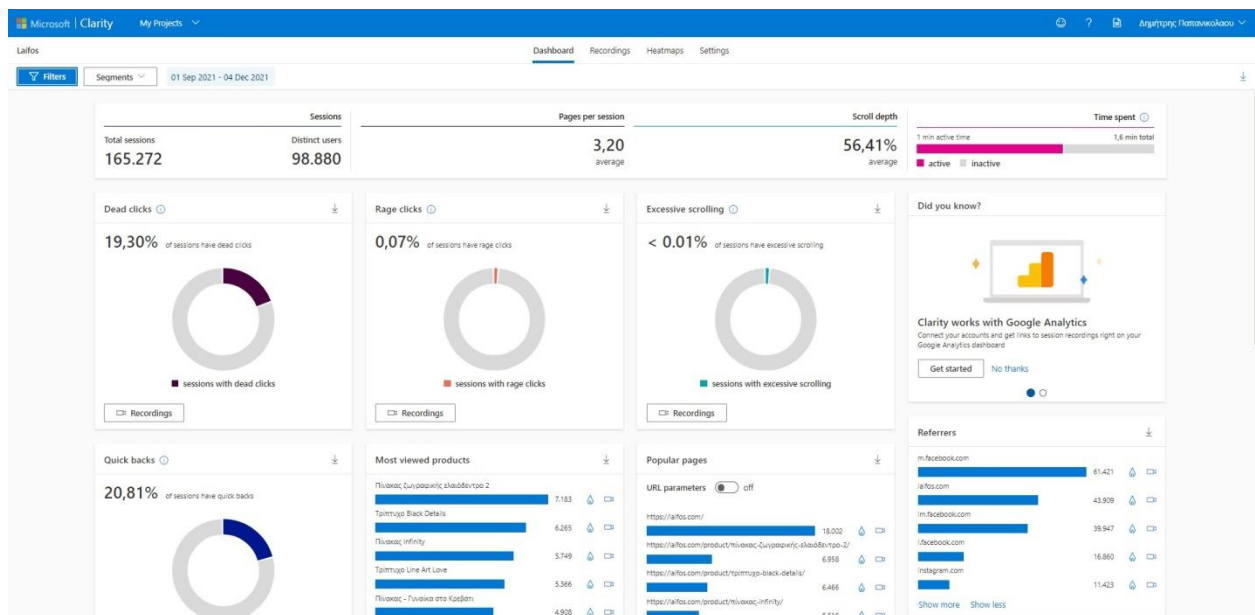 Microsoft | Clarity
My Projects
?
Δημήτρης Παπανικολαου
Laifos
Dashboard
Recordings
Heatmaps
Settings
Filters
Segments
01 Sep 2021 - 04 Dec 2021
Sessions
Total sessions
Distinct users
165.272
98.880
Pages per session
3,20
average
Scroll depth
56,41%
average
Time spent
1 min active time
1,6 min total
active
inactive
Dead clicks
19,30% of sessions have dead clicks
sessions with dead clicks
Recordings
Rage clicks
0,07% of sessions have rage clicks
sessions with rage clicks
Recordings
Excessive scrolling
< 0.01% of sessions have excessive scrolling
sessions with excessive scrolling
Recordings
Did you know?
Clarity works with Google Analytics
Connect your accounts and get links to session recordings right on your
Google Analytics dashboard
Get started
No thanks
Quick backs
20,81% of sessions have quick backs
Most viewed products
Πίνακας ζωγραφικής ελαιόδεντρο 2
7.183
Τρίπτυχο Black Details
6.265
Πίνακας Infinity
5.749
Τρίπτυχο Line Art Love
5.366
Πίνακας - Γυναίκα στο Κρεβάτι
4.908
Popular pages
URL parameters
off
https://laifos.com/
18.002
https://laifos.com/product/πίνακας-ζωγραφικής-ελαιόδεντρο-2/
6.958
https://laifos.com/product/τρίπτυχο-black-details/
6.466
https://laifos.com/product/πίνακας-infinity/
Referrers
m.facebook.com
61.421
laifos.com
43.909
lm.facebook.com
39.947
l.facebook.com
16.860
instagram.com
11.423
Show more
Show less